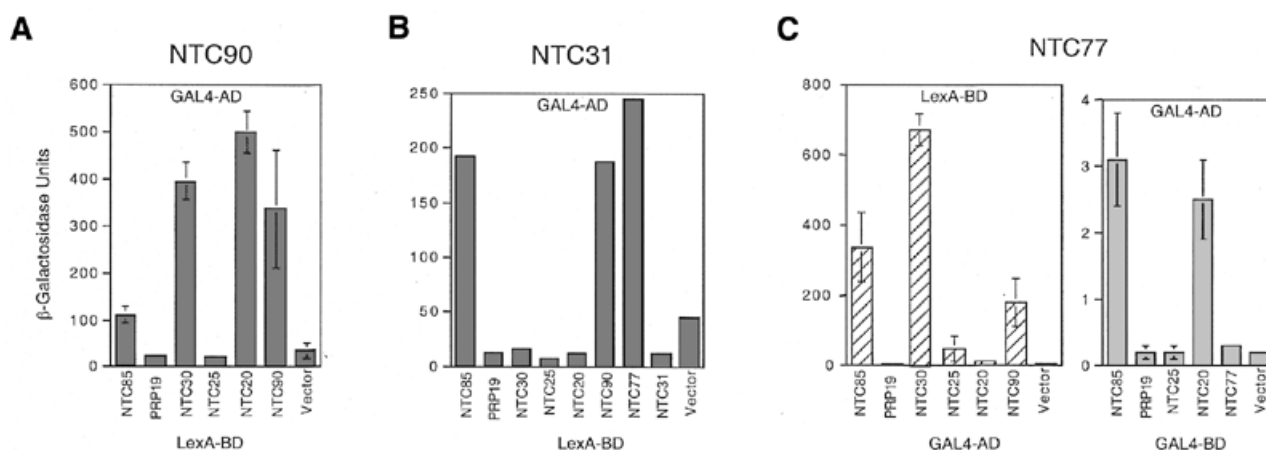 A
NTC90
β-Galactosidase Units
600
500
400
300
200
100
0
GAL4-AD
NTC85
PRP19
NTC30
NTC25
NTC20
NTC90
Vector
LexA-BD
B
NTC31
250
200
150
100
50
0
GAL4-AD
NTC85
PRP19
NTC30
NTC25
NTC20
NTC90
NTC77
NTC31
Vector
LexA-BD
C
NTC77
800
600
400
200
0
LexA-BD
NTC85
PRP19
NTC30
NTC25
NTC20
NTC90
Vector
GAL4-AD
4
3
2
1
0
GAL4-AD
NTC85
PRP19
NTC25
NTC20
NTC77
Vector
GAL4-BD